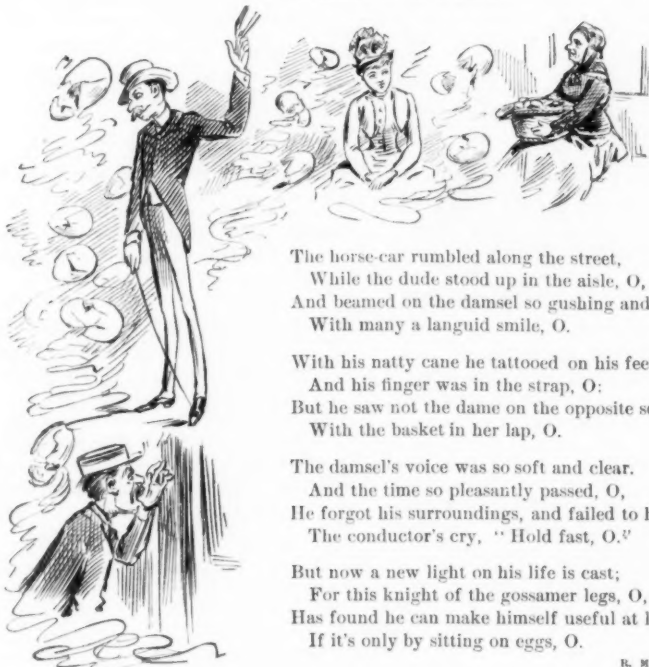 The horse-car rumbled along the street,
While the dude stood up in the aisle, O,
And beamed on the damsel so gushing and
With many a languid smile, O.
With his natty cane he tattooed on his fee
And his finger was in the strap, O:
But he saw not the dame on the opposite se
With the basket in her lap, O.
The damsel's voice was so soft and clear.
And the time so pleasantly passed, O,
He forgot his surroundings, and failed to h
The conductor's cry, "Hold fast, O."
But now a new light on his life is cast;
For this knight of the gossamer legs, O,
Has found he can make himself useful at
If it's only by sitting on eggs, O.
R. M